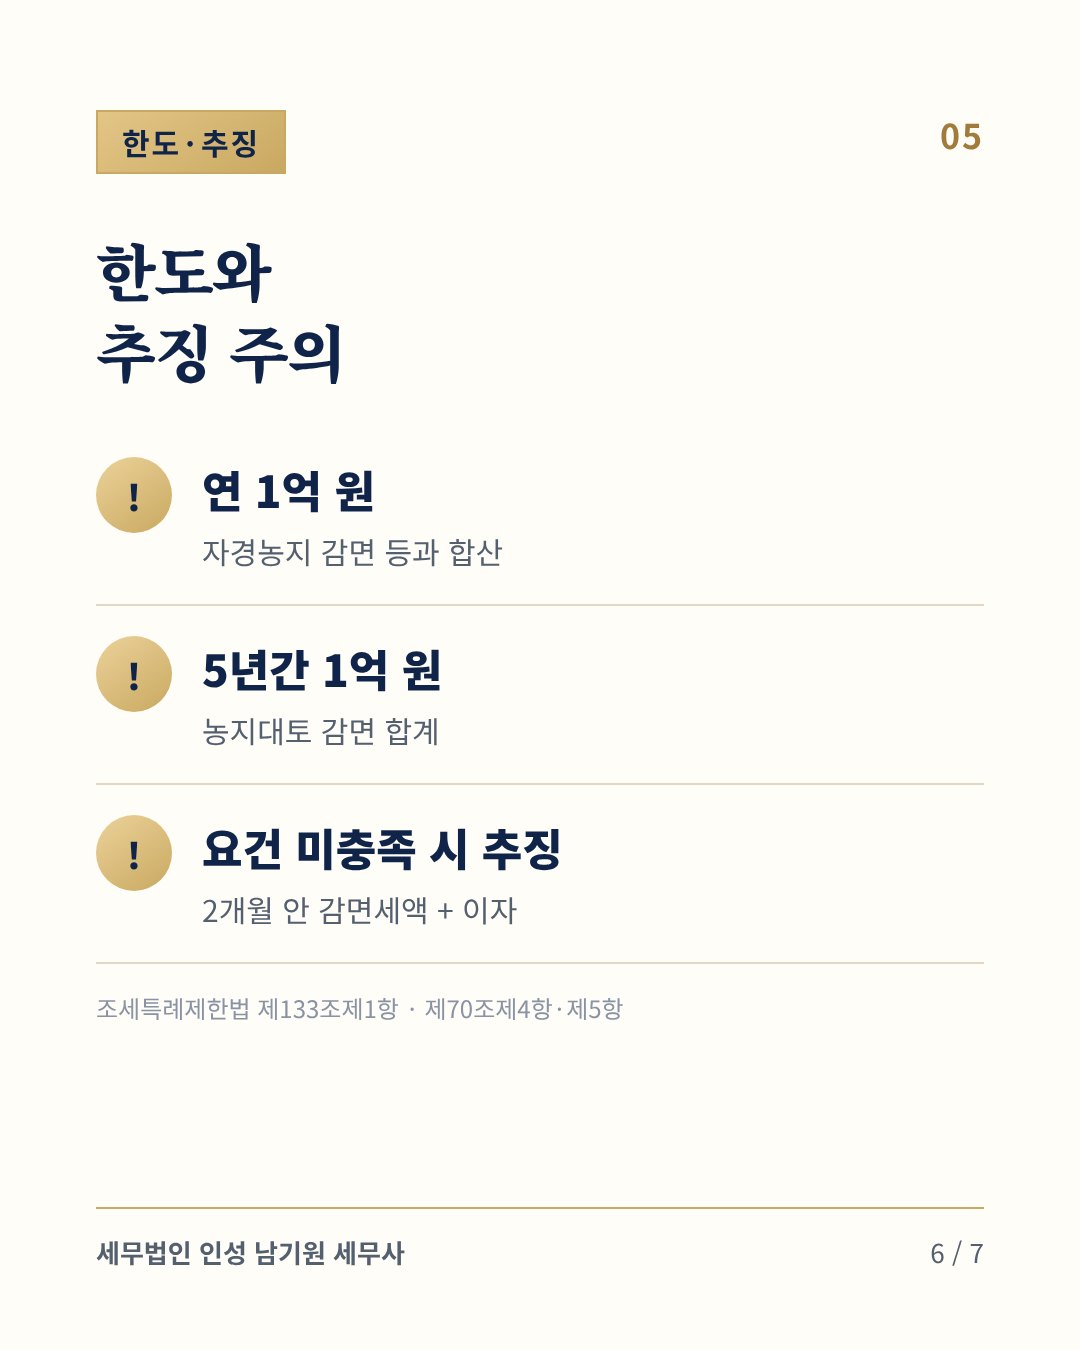 한도·추징
05
한도와
추징 주의
!
연 1억 원
자경농지 감면 등과 합산
!
5년간 1억 원
농지대토 감면 합계
!
요건 미충족 시 추징
2개월 안 감면세액 + 이자
조세특례제한법 제133조제1항 · 제70조제4항·제5항
세무법인 인성 남기원 세무사
6 / 7